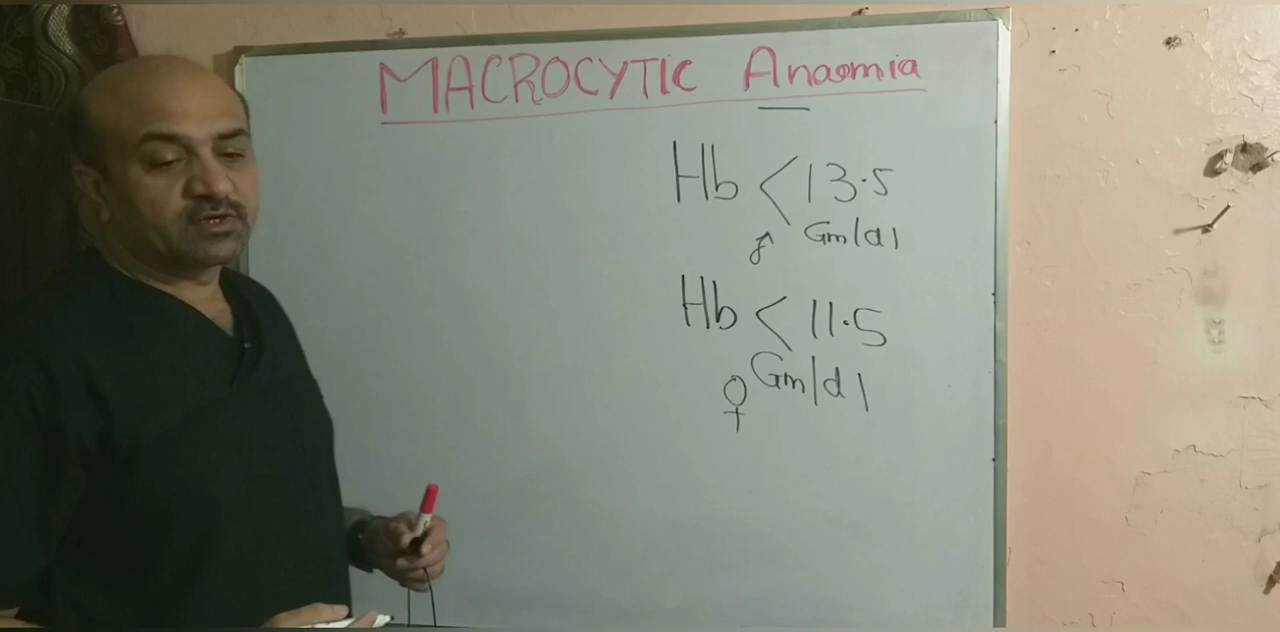 MACROCYTIC Anaemia
Hb < 13.5
♂ Gm/dl
Hb < 11.5
♀ Gm/dl